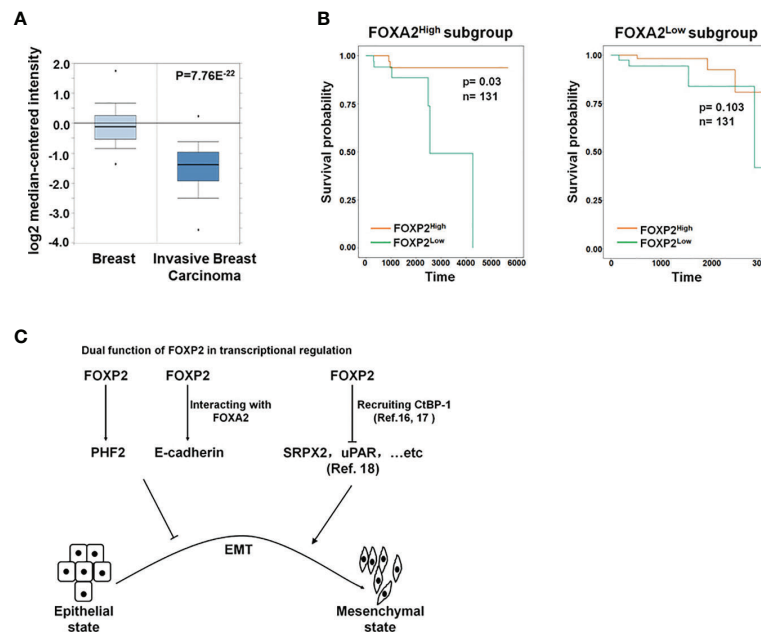 A
log2 median-centered intensity
2.0
1.0
0.0
-1.0
-2.0
-3.0
-4.0
P=7.76E-22
Breast
Invasive Breast
Carcinoma
B
FOXA2High subgroup
Survival probability
1.00
0.75
0.50
0.25
0.00
p= 0.03
n= 131
FOXP2High
FOXP2Low
0 1000 2000 3000 4000 5000 6000
Time
FOXA2Low subgroup
Survival probability
1.00
0.75
0.50
0.25
0.00
p= 0.103
n= 131
FOXP2High
FOXP2Low
0 1000 2000
Time
C
Dual function of FOXP2 in transcriptional regulation
FOXP2 FOXP2 FOXP2
Interacting with
FOXA2
Recruiting CtBP-1
(Ref.16, 17 )
PHF2 E-cadherin SRPX2, uPAR, ...etc
(Ref. 18)
EMT
Epithelial
state
Mesenchymal
state